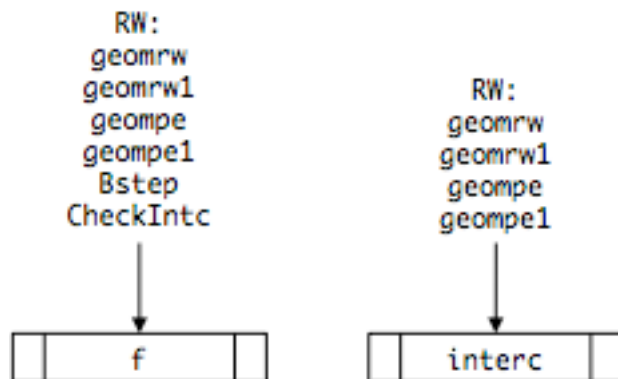 RW:
geomrw
geomrw1
geompe
geompe1
Bstep
CheckIntc
f
RW:
geomrw
geomrw1
geompe
geompe1
interc